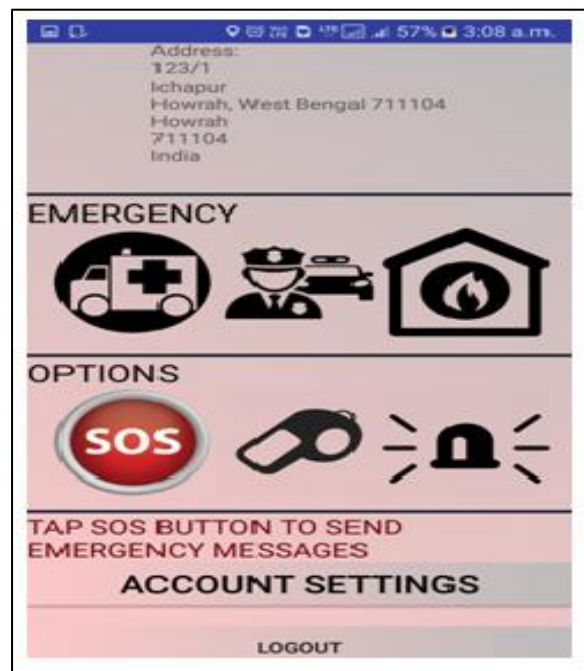 57% 3:08 a.m.
Address:
123/1
Ichapur
Howrah, West Bengal 711104
Howrah
711104
India
EMERGENCY
OPTIONS
SOS
TAP SOS BUTTON TO SEND
EMERGENCY MESSAGES
ACCOUNT SETTINGS
LOGOUT